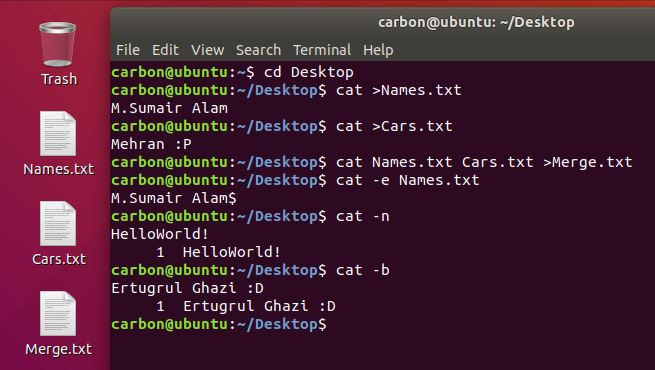 carbon@ubuntu: ~/Desktop
File Edit View Search Terminal Help
Trash
Names.txt
Cars.txt
Merge.txt
carbon@ubuntu:~$ cd Desktop
carbon@ubuntu:~/Desktop$ cat >Names.txt
M.Sumair Alam
carbon@ubuntu:~/Desktop$ cat >Cars.txt
Mehran :P
carbon@ubuntu:~/Desktop$ cat Names.txt Cars.txt >Merge.txt
carbon@ubuntu:~/Desktop$ cat -e Names.txt
M.Sumair Alam$
carbon@ubuntu:~/Desktop$ cat -n
HelloWorld!
     1  HelloWorld!
carbon@ubuntu:~/Desktop$ cat -b
Ertugrul Ghazi :D
     1  Ertugrul Ghazi :D
carbon@ubuntu:~/Desktop$